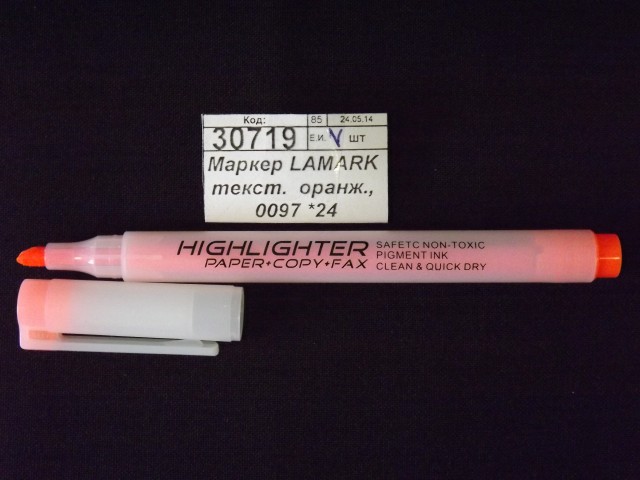 Код: 85 24.05.14
30719 Е.И. V шт
Маркер LAMARK
текст. оранж.,
0097 *24
HIGHLIGHTER
PAPER+COPY+FAX
SAFETC NON-TOXIC
PIGMENT INK
CLEAN & QUICK DRY